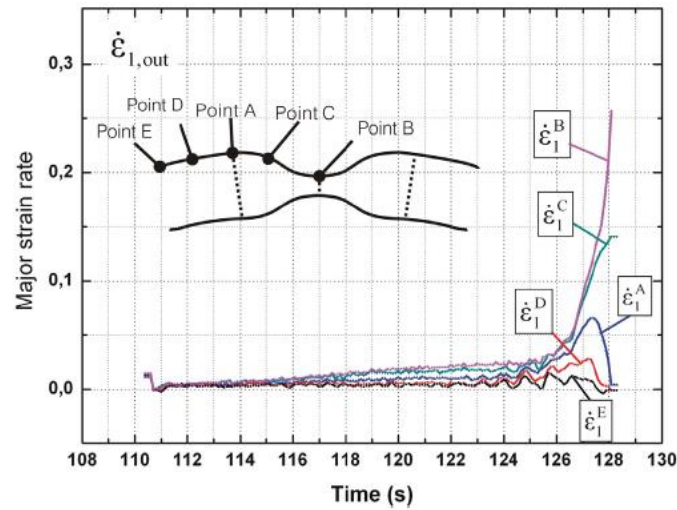 ε̇₁,out
0,3
0,2
0,1
0,0
Major strain rate
Point E
Point D
Point A
Point C
Point B
ε̇₁ᴮ
ε̇₁ᶜ
ε̇₁ᴰ
ε̇₁ᴬ
ε̇₁ᴱ
108 110 112 114 116 118 120 122 124 126 128 130
Time (s)